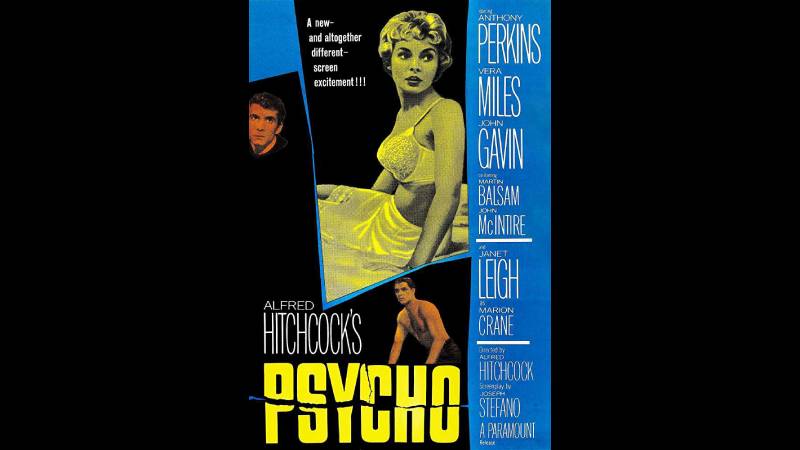 A new—
and altogether
different—
screen
excitement!!!
starring
ANTHONY
PERKINS
VERA
MILES
JOHN
GAVIN
co-starring
MARTIN
BALSAM
JOHN
McINTIRE
and
JANET
LEIGH
as
MARION
CRANE
Directed by
ALFRED
HITCHCOCK
Screenplay by
JOSEPH
STEFANO
A PARAMOUNT
Release
ALFRED
HITCHCOCK'S
PSYCHO